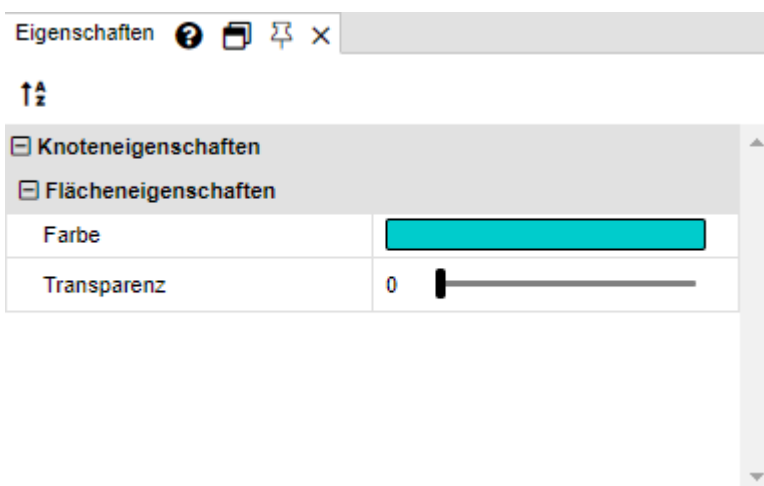 Eigenschaften
Knoteneigenschaften
Flächeneigenschaften
Farbe
Transparenz 0